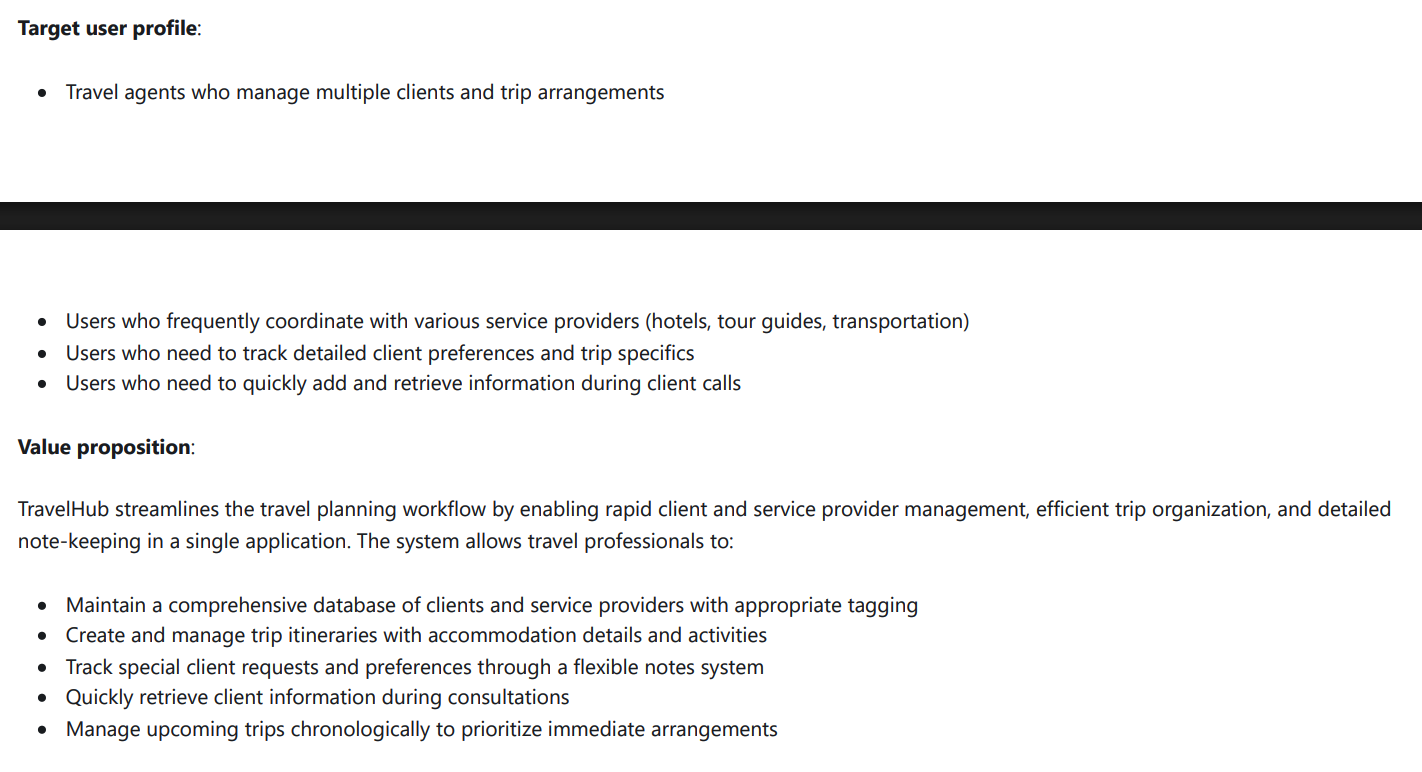 Target user profile:
• Travel agents who manage multiple clients and trip arrangements
• Users who frequently coordinate with various service providers (hotels, tour guides, transportation)
• Users who need to track detailed client preferences and trip specifics
• Users who need to quickly add and retrieve information during client calls
Value proposition:
TravelHub streamlines the travel planning workflow by enabling rapid client and service provider management, efficient trip organization, and detailed
note-keeping in a single application. The system allows travel professionals to:
• Maintain a comprehensive database of clients and service providers with appropriate tagging
• Create and manage trip itineraries with accommodation details and activities
• Track special client requests and preferences through a flexible notes system
• Quickly retrieve client information during consultations
• Manage upcoming trips chronologically to prioritize immediate arrangements